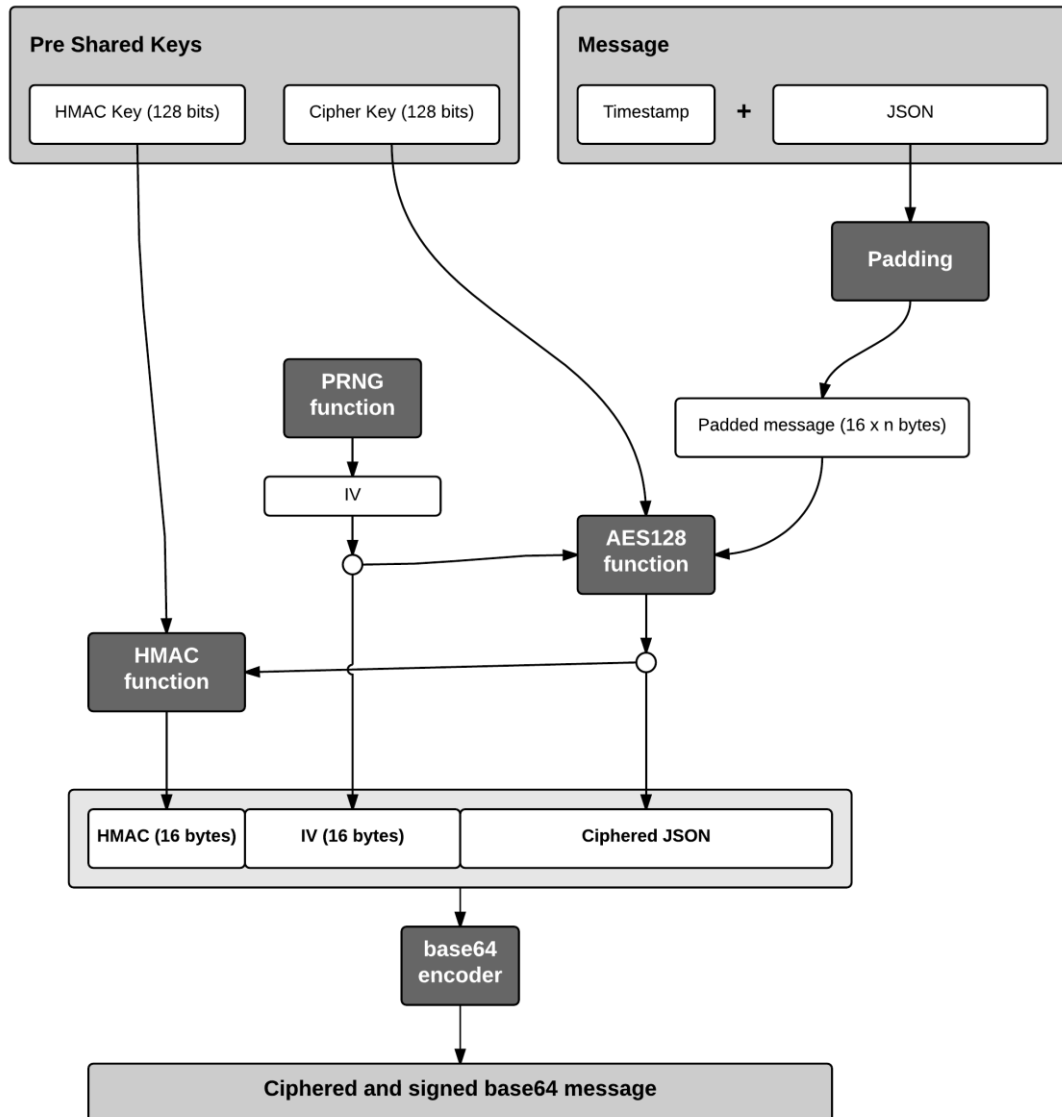 Pre Shared Keys
HMAC Key (128 bits)
Cipher Key (128 bits)
Message
Timestamp
+
JSON
Padding
PRNG
function
Padded message (16 x n bytes)
IV
AES128
function
HMAC
function
HMAC (16 bytes)
IV (16 bytes)
Ciphered JSON
base64
encoder
Ciphered and signed base64 message